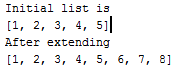 Initial list is
[1, 2, 3, 4, 5]
After extending
[1, 2, 3, 4, 5, 6, 7, 8]